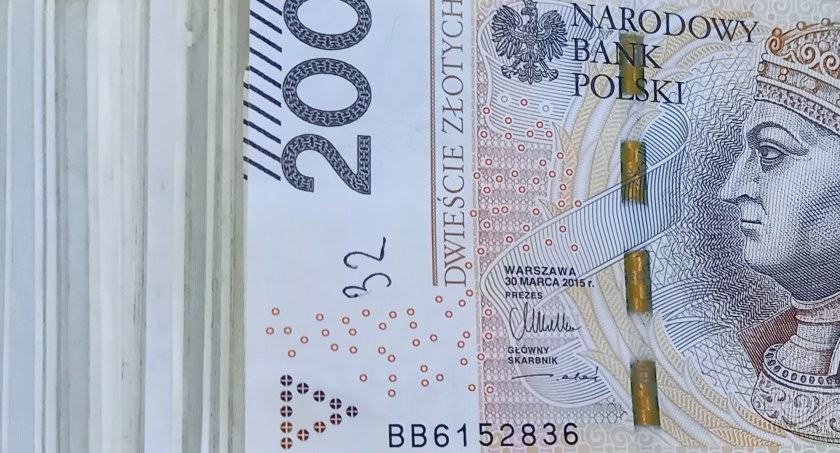 NARODOWY
BANK
POLSKI
200
DWIEŚCIE ZŁOTYCH
32
WARSZAWA
30 MARCA 2015 r.
PREZES
GŁÓWNY
SKARBNIK
BB6152836